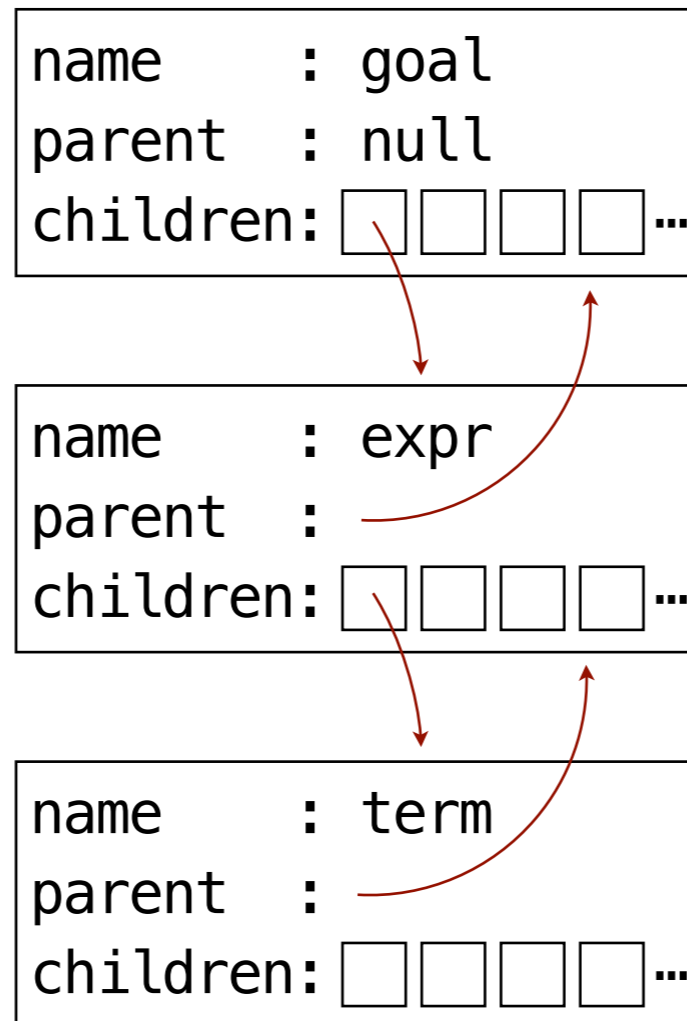 name : goal
parent : null
children: …
name : expr
parent :
children: …
name : term
parent :
children: …